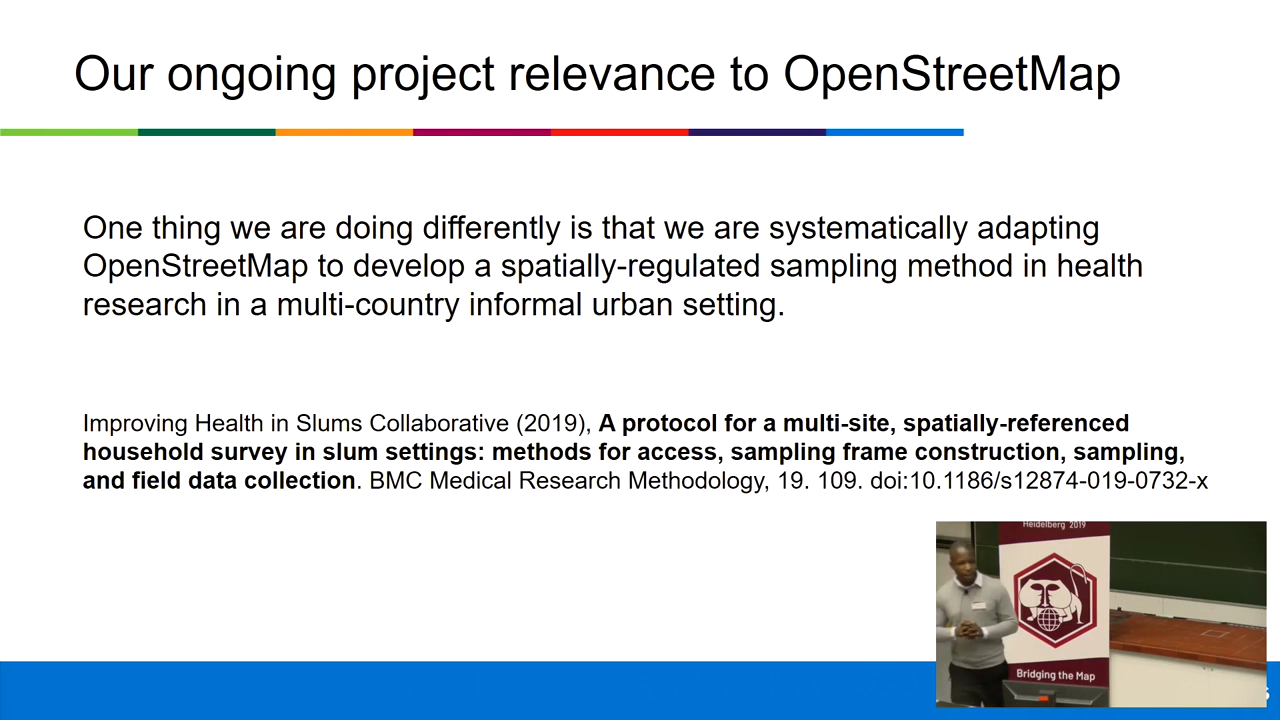 Our ongoing project relevance to OpenStreetMap
One thing we are doing differently is that we are systematically adapting
OpenStreetMap to develop a spatially-regulated sampling method in health
research in a multi-country informal urban setting.
Improving Health in Slums Collaborative (2019), A protocol for a multi-site, spatially-referenced
household survey in slum settings: methods for access, sampling frame construction, sampling,
and field data collection. BMC Medical Research Methodology, 19. 109. doi:10.1186/s12874-019-0732-x
Heidelberg 2019
Bridging the Map